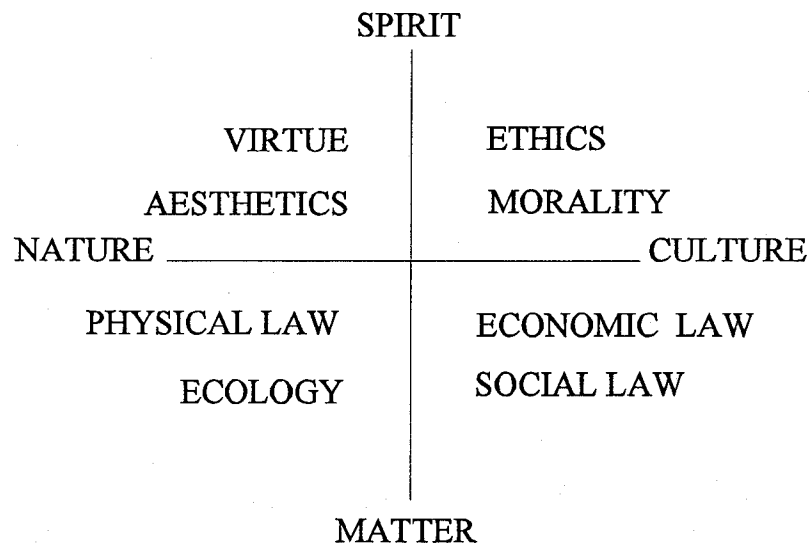 SPIRIT
VIRTUE ETHICS
AESTHETICS MORALITY
NATURE CULTURE
PHYSICAL LAW ECONOMIC LAW
ECOLOGY SOCIAL LAW
MATTER